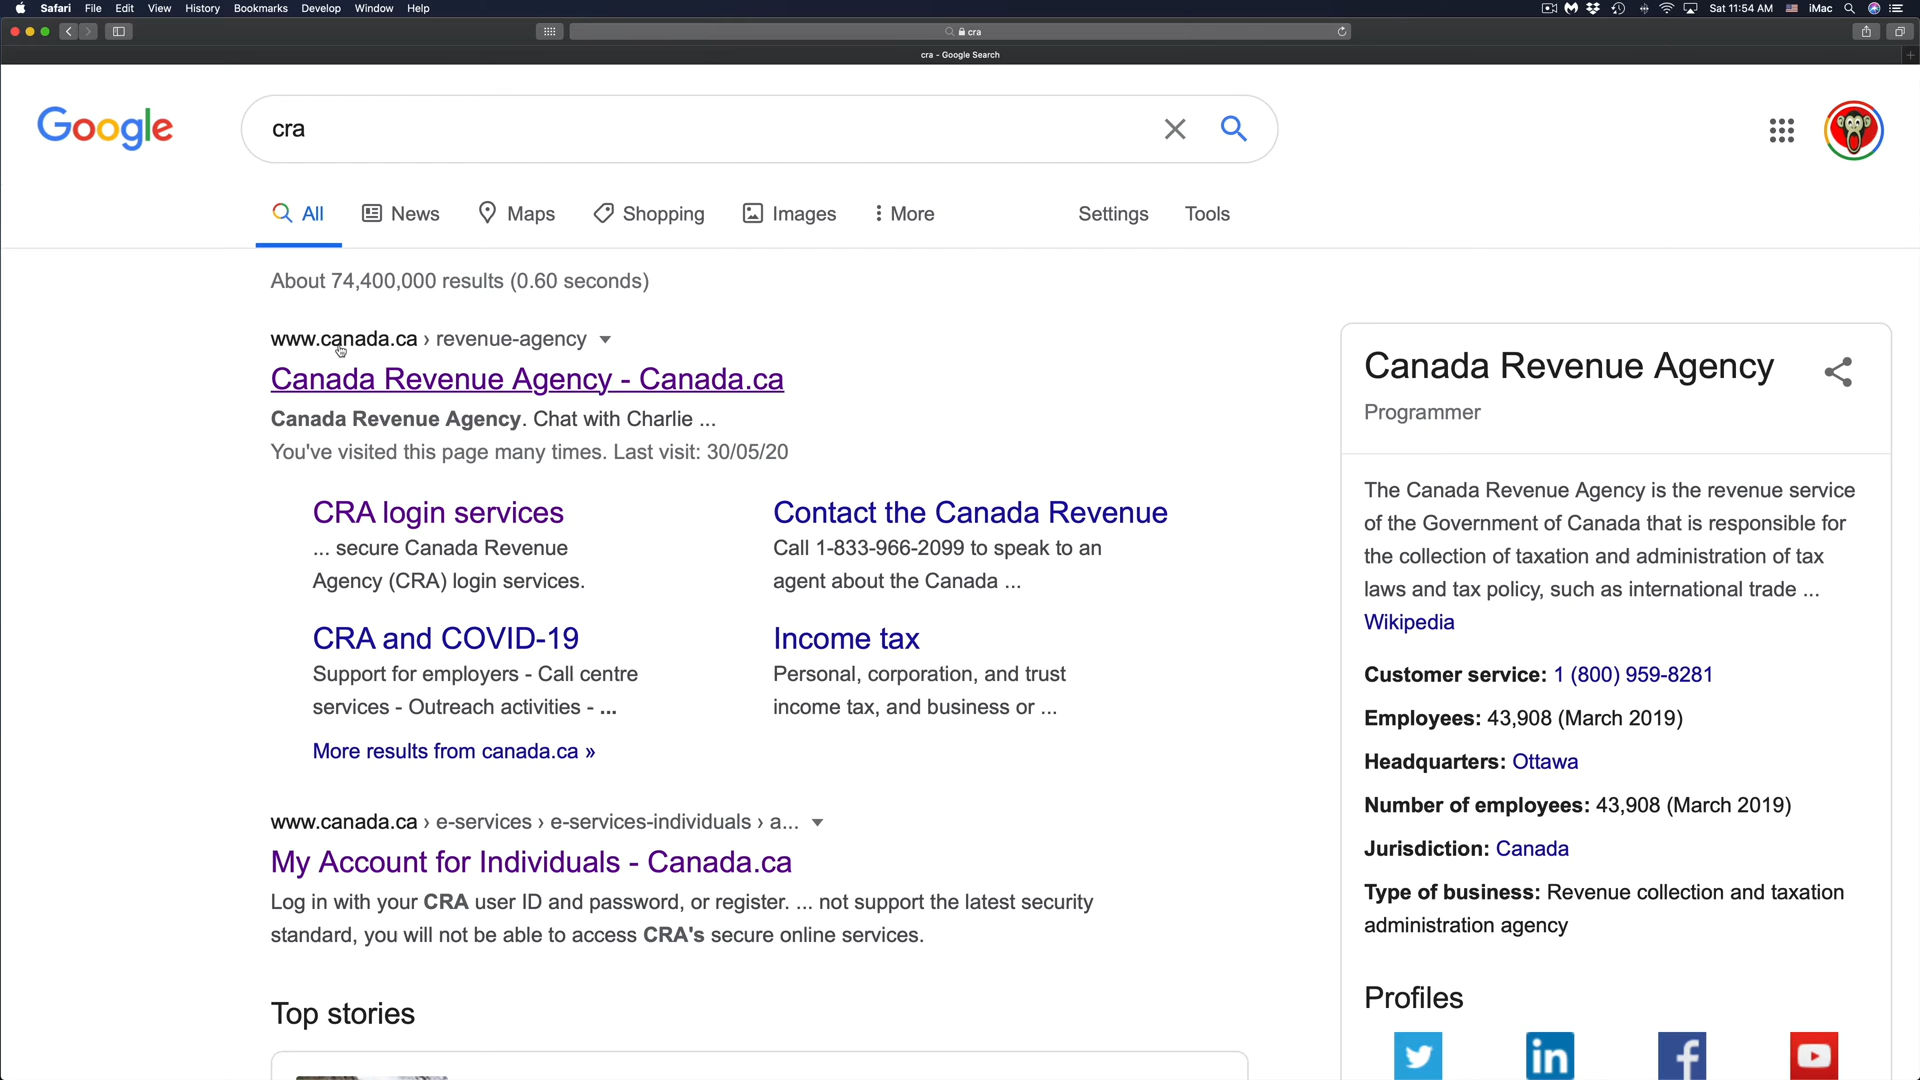 Safari File Edit View History Bookmarks Develop Window Help
Sat 11:54 AM iMac
cra
cra - Google Search
Google
cra
All News Maps Shopping Images More Settings Tools
About 74,400,000 results (0.60 seconds)
www.canada.ca › revenue-agency
Canada Revenue Agency - Canada.ca
Canada Revenue Agency. Chat with Charlie ...
You've visited this page many times. Last visit: 30/05/20
CRA login services
... secure Canada Revenue
Agency (CRA) login services.
Contact the Canada Revenue
Call 1-833-966-2099 to speak to an
agent about the Canada ...
CRA and COVID-19
Support for employers - Call centre
services - Outreach activities - ...
Income tax
Personal, corporation, and trust
income tax, and business or ...
More results from canada.ca »
www.canada.ca › e-services › e-services-individuals › a...
My Account for Individuals - Canada.ca
Log in with your CRA user ID and password, or register. ... not support the latest security
standard, you will not be able to access CRA's secure online services.
Top stories
Canada Revenue Agency
Programmer
The Canada Revenue Agency is the revenue service
of the Government of Canada that is responsible for
the collection of taxation and administration of tax
laws and tax policy, such as international trade ...
Wikipedia
Customer service: 1 (800) 959-8281
Employees: 43,908 (March 2019)
Headquarters: Ottawa
Number of employees: 43,908 (March 2019)
Jurisdiction: Canada
Type of business: Revenue collection and taxation
administration agency
Profiles